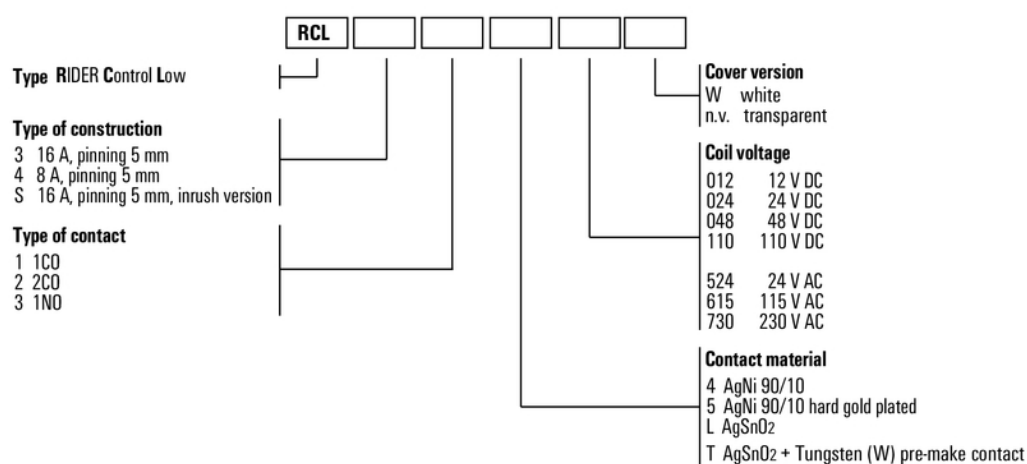 RCL
Type RIDER Control Low
Type of construction
3 16 A, pinning 5 mm
4 8 A, pinning 5 mm
S 16 A, pinning 5 mm, inrush version
Type of contact
1 1CO
2 2CO
3 1NO
Cover version
W white
n.v. transparent
Coil voltage
012 12 V DC
024 24 V DC
048 48 V DC
110 110 V DC
524 24 V AC
615 115 V AC
730 230 V AC
Contact material
4 AgNi 90/10
5 AgNi 90/10 hard gold plated
L AgSnO2
T AgSnO2 + Tungsten (W) pre-make contact